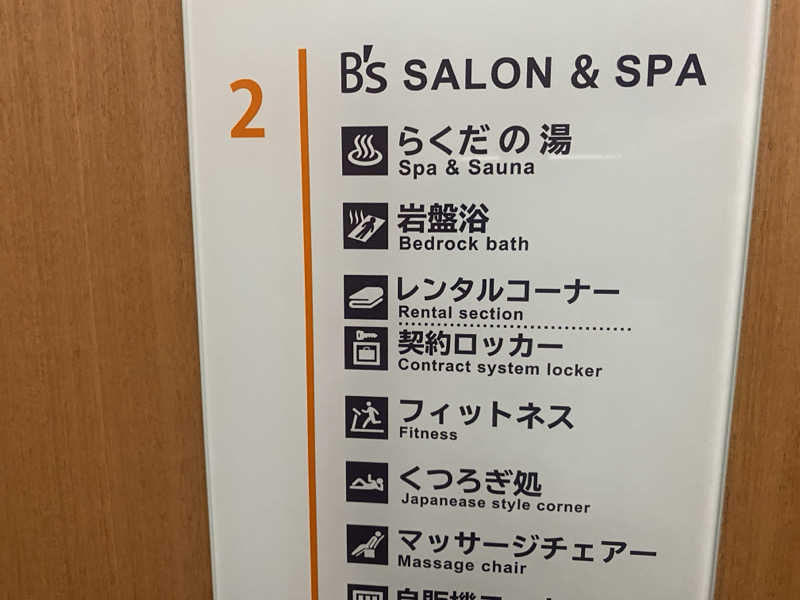 2
B's SALON & SPA
らくだの湯
Spa & Sauna
岩盤浴
Bedrock bath
レンタルコーナー
Rental section
契約ロッカー
Contract system locker
フィットネス
Fitness
くつろぎ処
Japanease style corner
マッサージチェアー
Massage chair
自販機